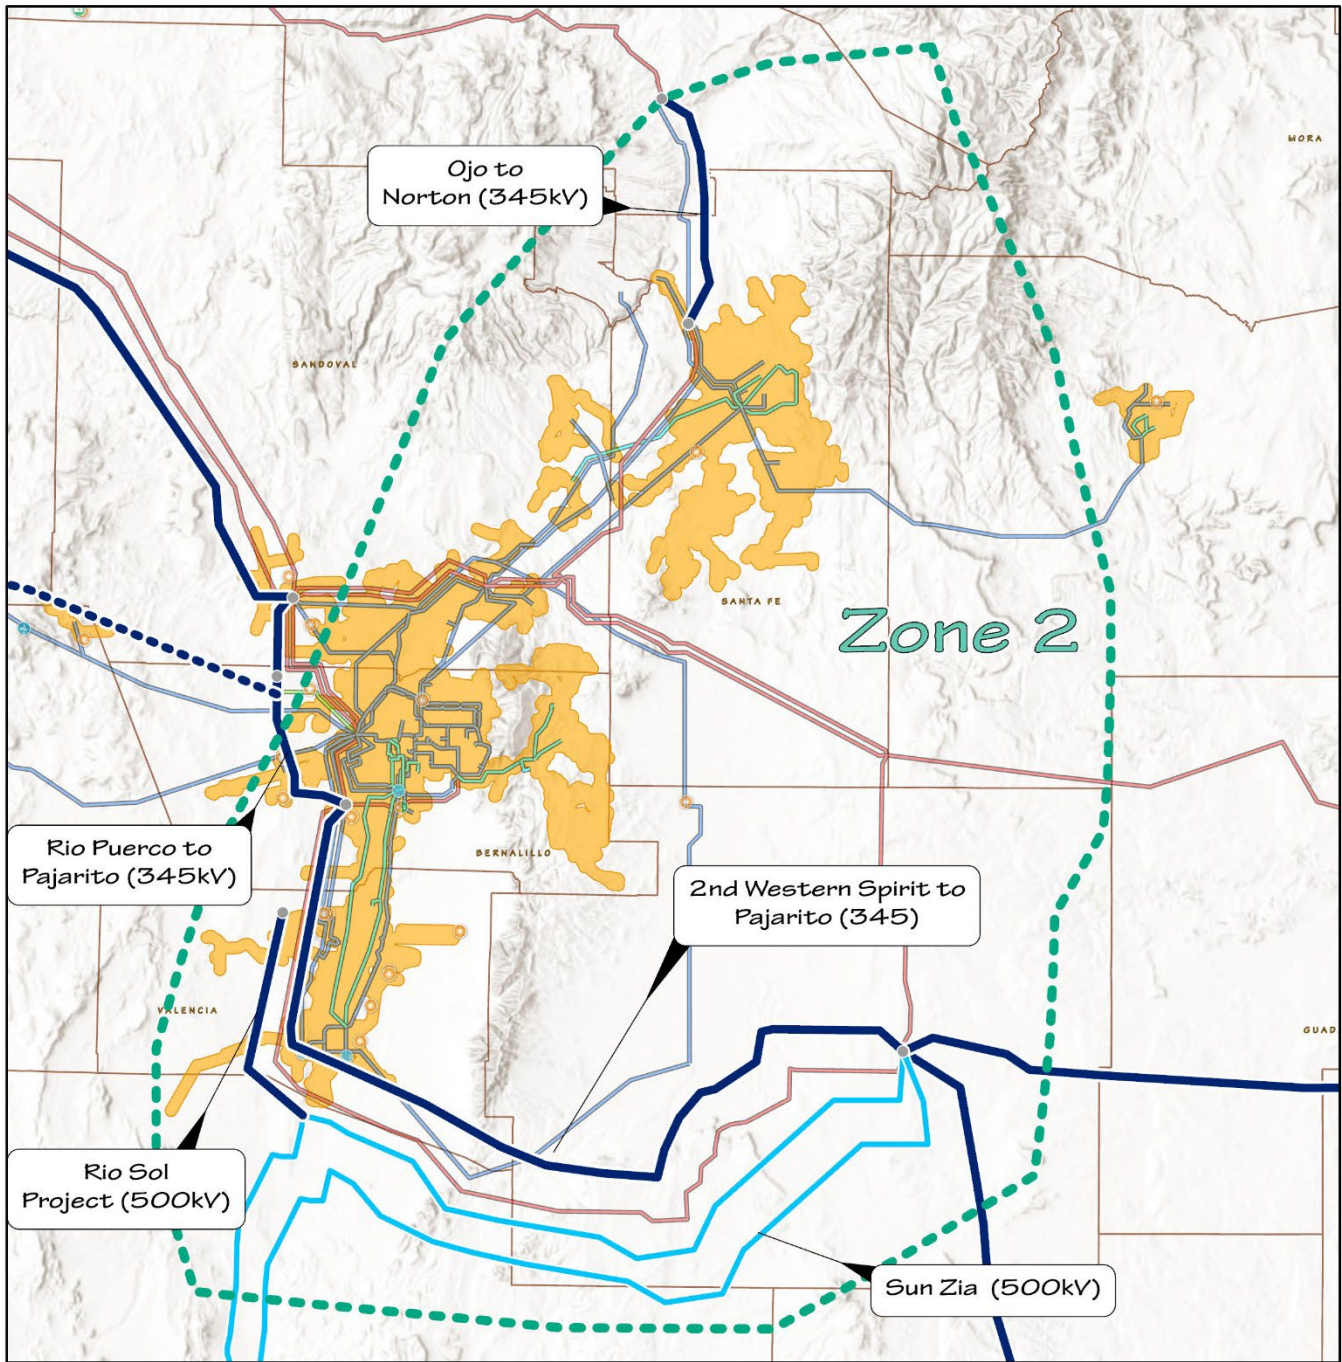 MORA
Ojo to
Norton (345kV)
SANDOVAL
SANTA FE
Zone 2
Rio Puerco to
Pajarito (345kV)
BERNALILLO
2nd Western Spirit to
Pajarito (345)
VALENCIA
GUAD
Rio Sol
Project (500kV)
Sun Zia (500kV)